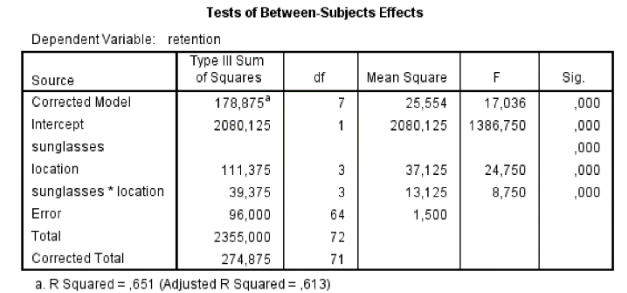 Tests of Between-Subjects Effects
Dependent Variable: retention
Source Type III Sum of Squares df Mean Square F Sig.
Corrected Model 178,875a 7 25,554 17,036 ,000
Intercept 2080,125 1 2080,125 1386,750 ,000
sunglasses ,000
location 111,375 3 37,125 24,750 ,000
sunglasses * location 39,375 3 13,125 8,750 ,000
Error 96,000 64 1,500
Total 2355,000 72
Corrected Total 274,875 71
a. R Squared = ,651 (Adjusted R Squared = ,613)